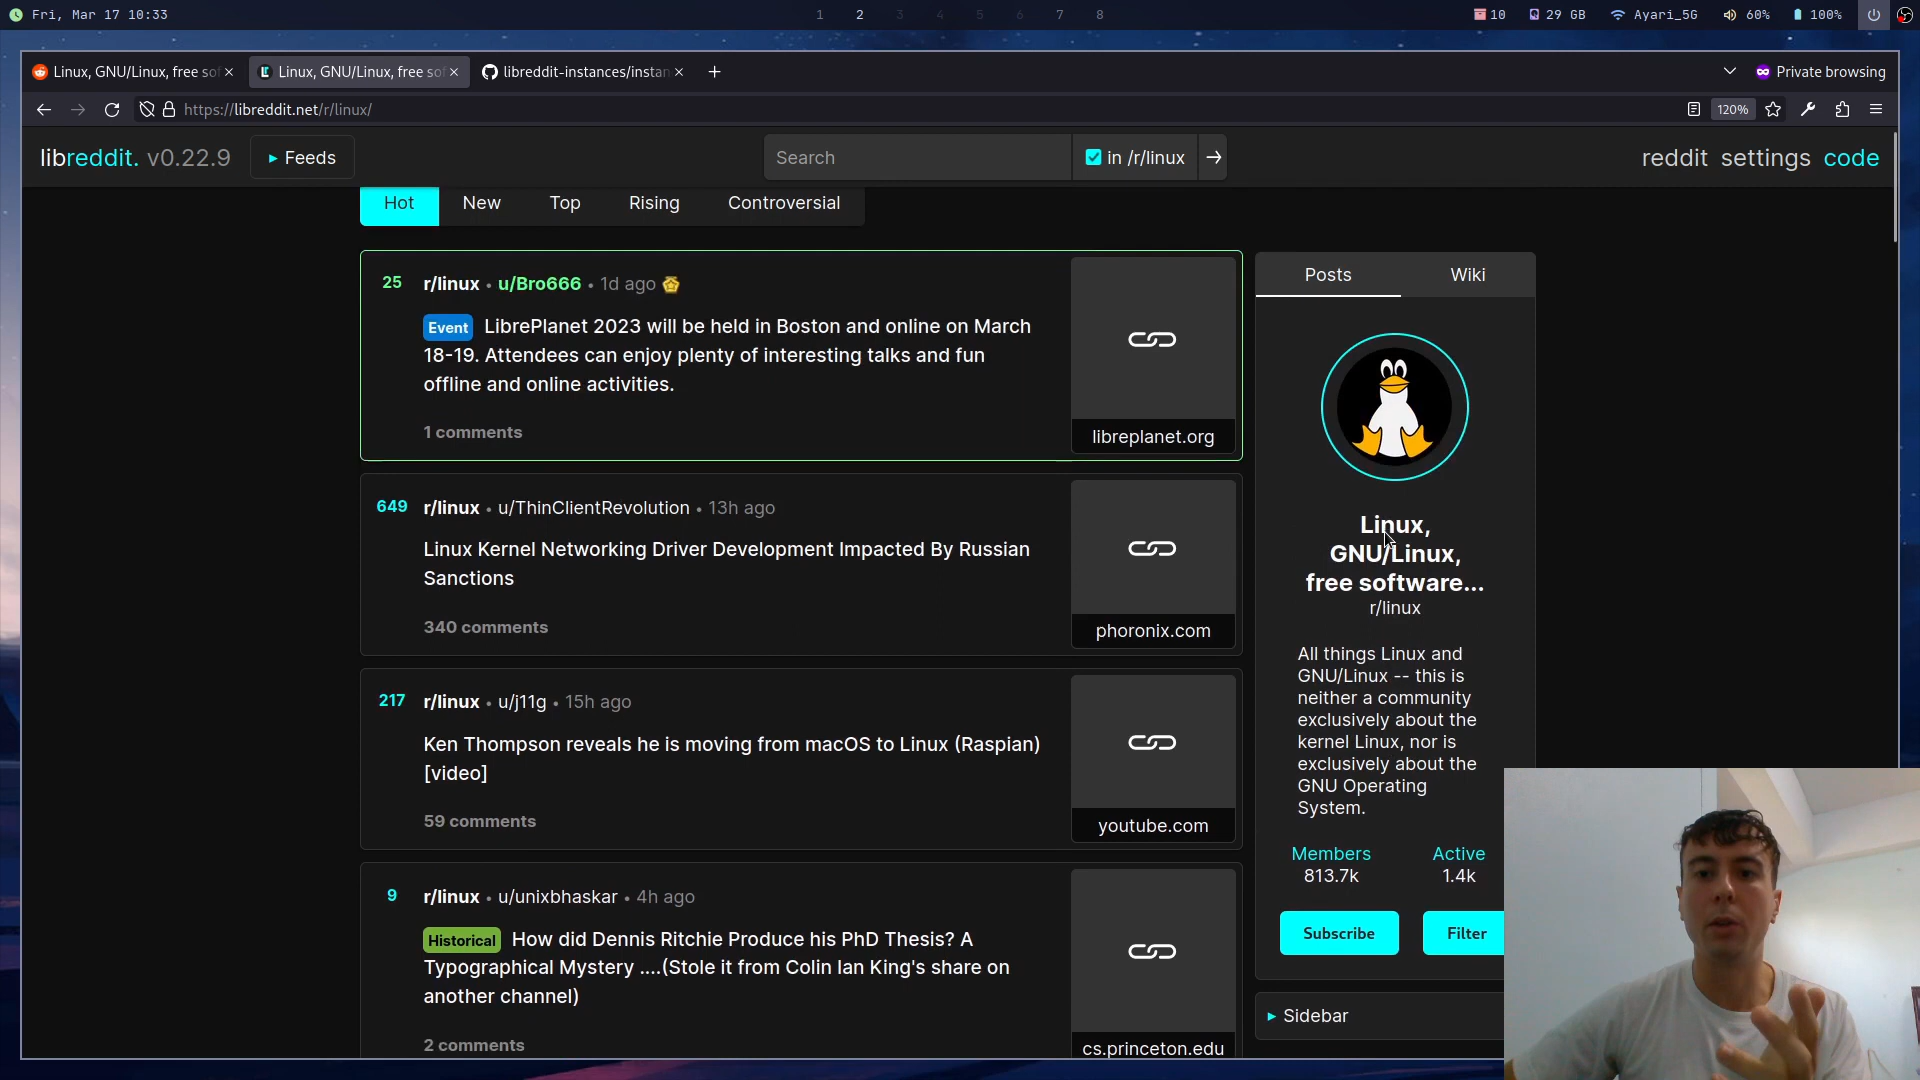 Fri, Mar 17 10:33
1 2 3 4 5 6 7 8
10 29 GB Ayari_5G 60% 100%
Linux, GNU/Linux, free so
Linux, GNU/Linux, free so
libreddit-instances/instan
Private browsing
https://libreddit.net/r/linux/
120%
libreddit. v0.22.9
Feeds
Search
in /r/linux
reddit settings code
Hot New Top Rising Controversial
25 r/linux • u/Bro666 • 1d ago
Event LibrePlanet 2023 will be held in Boston and online on March
18-19. Attendees can enjoy plenty of interesting talks and fun
offline and online activities.
1 comments
libreplanet.org
649 r/linux • u/ThinClientRevolution • 13h ago
Linux Kernel Networking Driver Development Impacted By Russian
Sanctions
340 comments
phoronix.com
217 r/linux • u/j11g • 15h ago
Ken Thompson reveals he is moving from macOS to Linux (Raspian)
[video]
59 comments
youtube.com
9 r/linux • u/unixbhaskar • 4h ago
Historical How did Dennis Ritchie Produce his PhD Thesis? A
Typographical Mystery ....(Stole it from Colin Ian King's share on
another channel)
2 comments
cs.princeton.edu
Posts Wiki
Linux,
GNU/Linux,
free software...
r/linux
All things Linux and
GNU/Linux -- this is
neither a community
exclusively about the
kernel Linux, nor is
exclusively about the
GNU Operating
System.
Members Active
813.7k 1.4k
Subscribe Filter
Sidebar